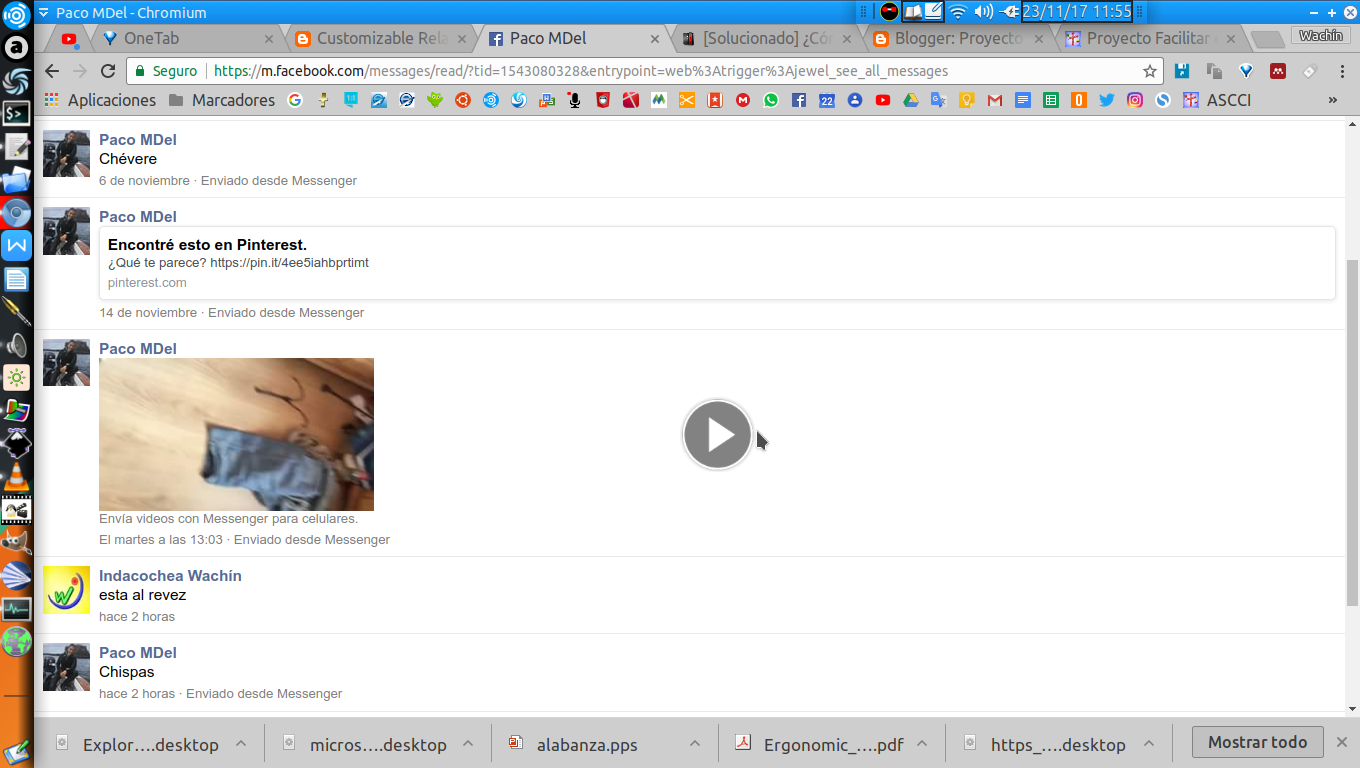 Paco MDel - Chromium
23/11/17 11:55
OneTab
Customizable Rela
Paco MDel
[Solucionado] ¿Cór
Blogger: Proyecto
Proyecto Facilitar
Wachin
Seguro
https://m.facebook.com/messages/read/?tid=1543080328&entrypoint=web%3Atrigger%3Ajewel_see_all_messages
Aplicaciones
Marcadores
22
ASCCI
»
Paco MDel
Chévere
6 de noviembre · Enviado desde Messenger
Paco MDel
Encontré esto en Pinterest.
¿Qué te parece? https://pin.it/4ee5iahbprtimt
pinterest.com
14 de noviembre · Enviado desde Messenger
Paco MDel
Envía videos con Messenger para celulares.
El martes a las 13:03 · Enviado desde Messenger
Indacochea Wachín
esta al revez
hace 2 horas
Paco MDel
Chispas
hace 2 horas · Enviado desde Messenger
Explor….desktop
micros….desktop
alabanza.pps
Ergonomic_….pdf
https_….desktop
Mostrar todo